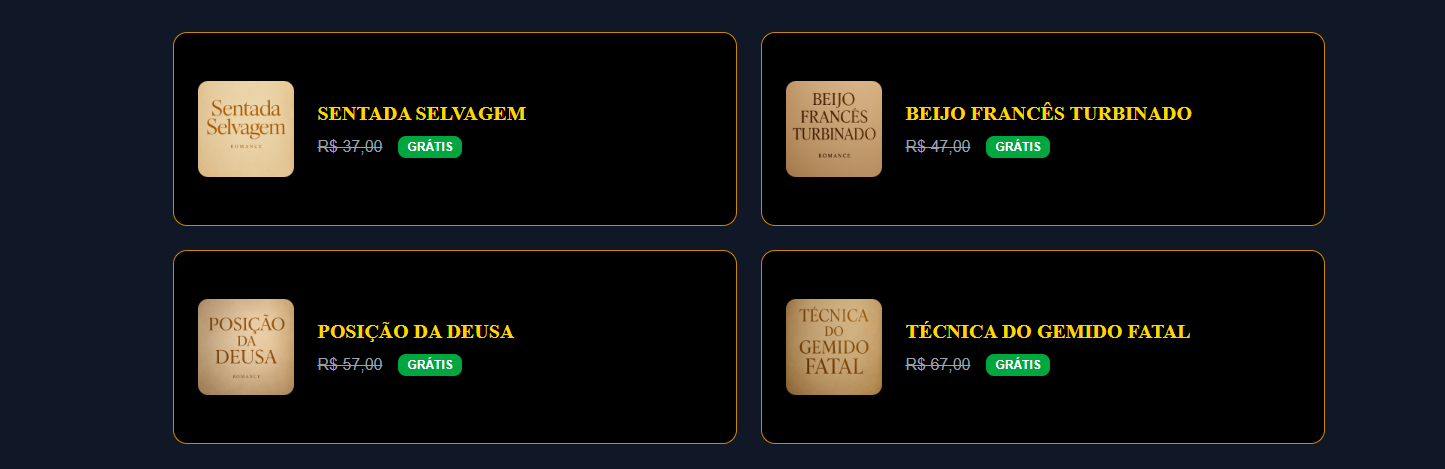 Sentada
Selvagem
ROMANCE
SENTADA SELVAGEM
R$ 37,00 GRÁTIS
BEIJO
FRANCÊS
TURBINADO
ROMANCE
BEIJO FRANCÊS TURBINADO
R$ 47,00 GRÁTIS
POSIÇÃO
DA
DEUSA
ROMANCE
POSIÇÃO DA DEUSA
R$ 57,00 GRÁTIS
TÉCNICA
DO
GEMIDO
FATAL
TÉCNICA DO GEMIDO FATAL
R$ 67,00 GRÁTIS